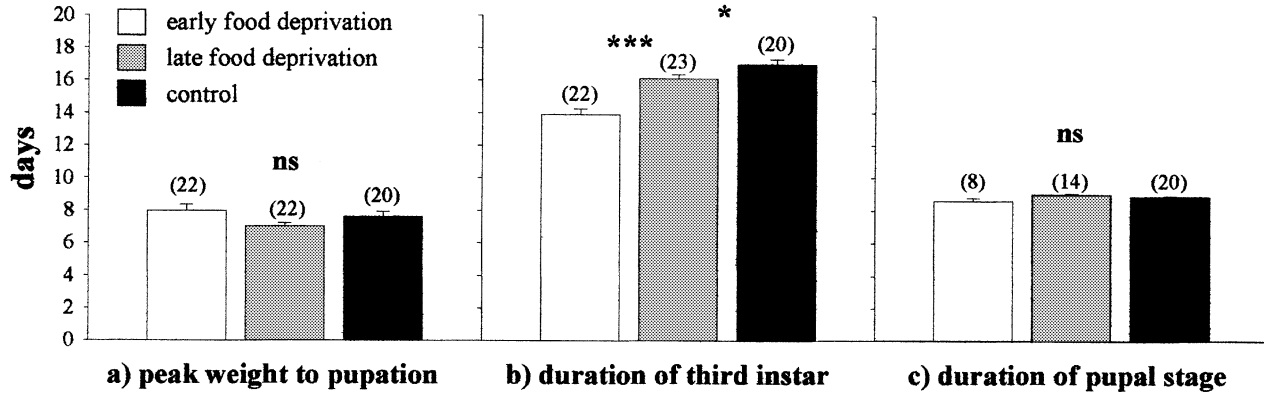 20
18
16
14
12
10
8
6
4
2
0
days
early food deprivation
late food deprivation
control
(22)
ns
(22)
(20)
(22)
***
(23)
*
(20)
(8)
ns
(14)
(20)
a) peak weight to pupation
b) duration of third instar
c) duration of pupal stage